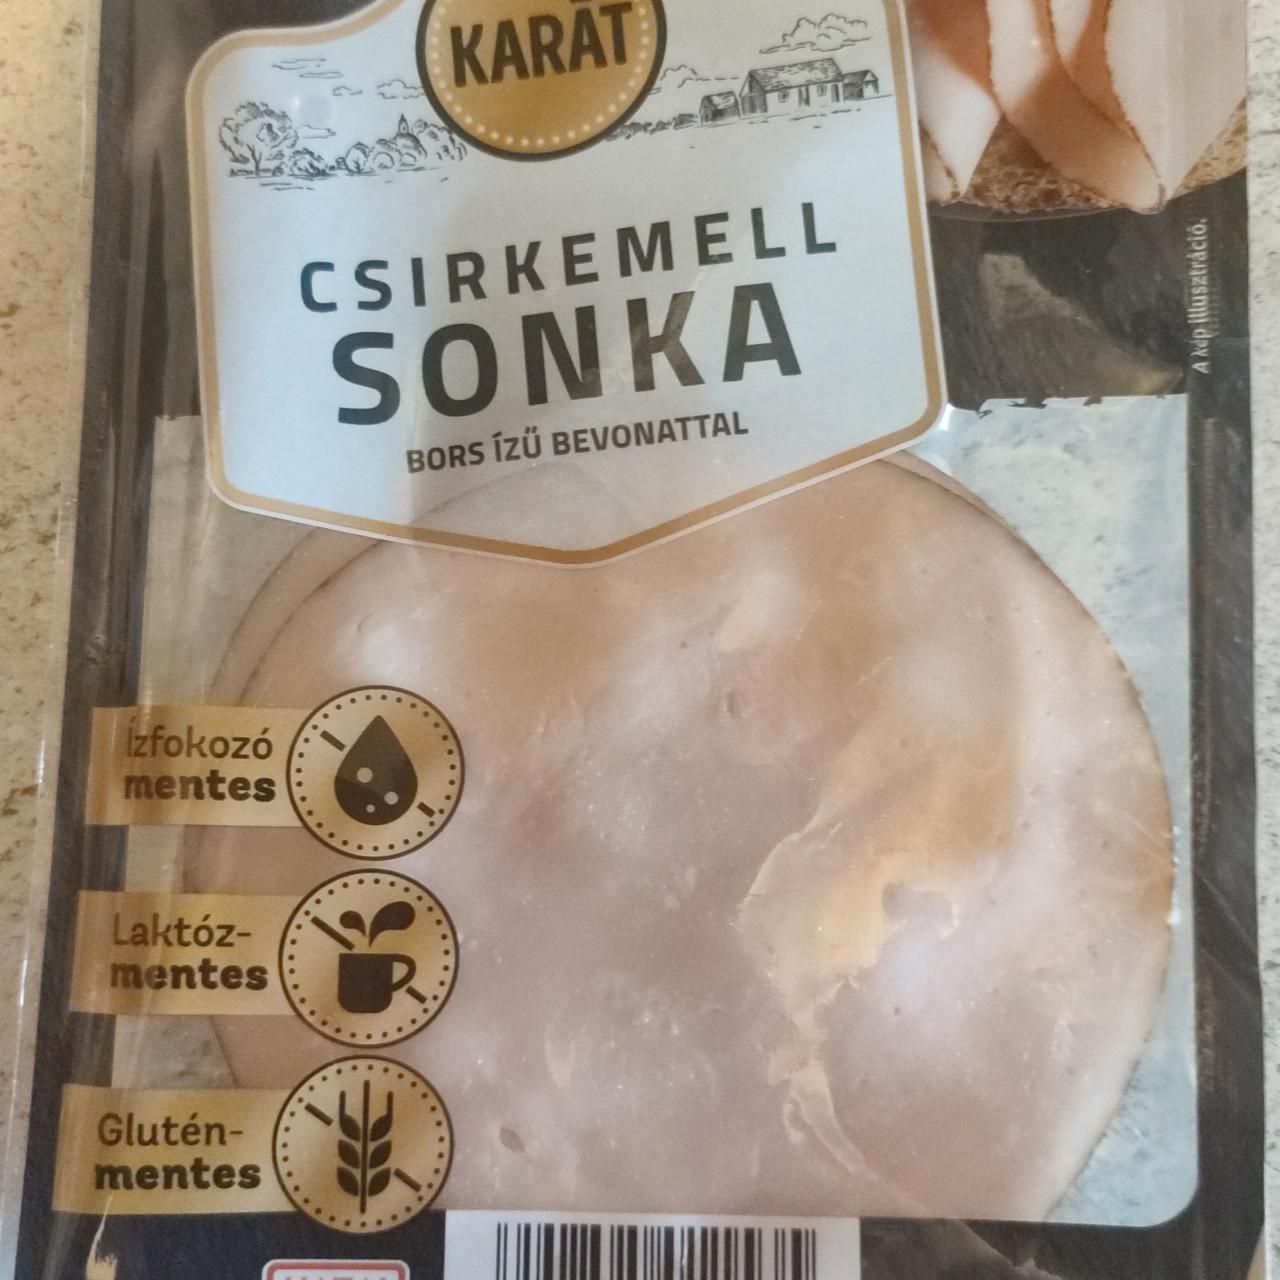 KARÁT
CSIRKEMELL
SONKA
BORS ÍZŰ BEVONATTAL
A kép illusztráció.
Ízfokozó
mentes
Laktóz-
mentes
Glutén-
mentes